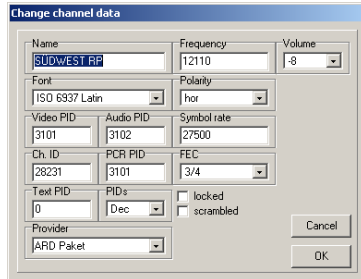 Change channel data
Name Frequency Volume
SÜDWEST RP 12110 -8
Font Polarity
ISO 6937 Latin hor
Video PID Audio PID Symbol rate
3101 3102 27500
Ch. ID PCR PID FEC
28231 3101 3/4
Text PID PIDs locked
0 Dec scrambled
Provider Cancel
ARD Paket OK